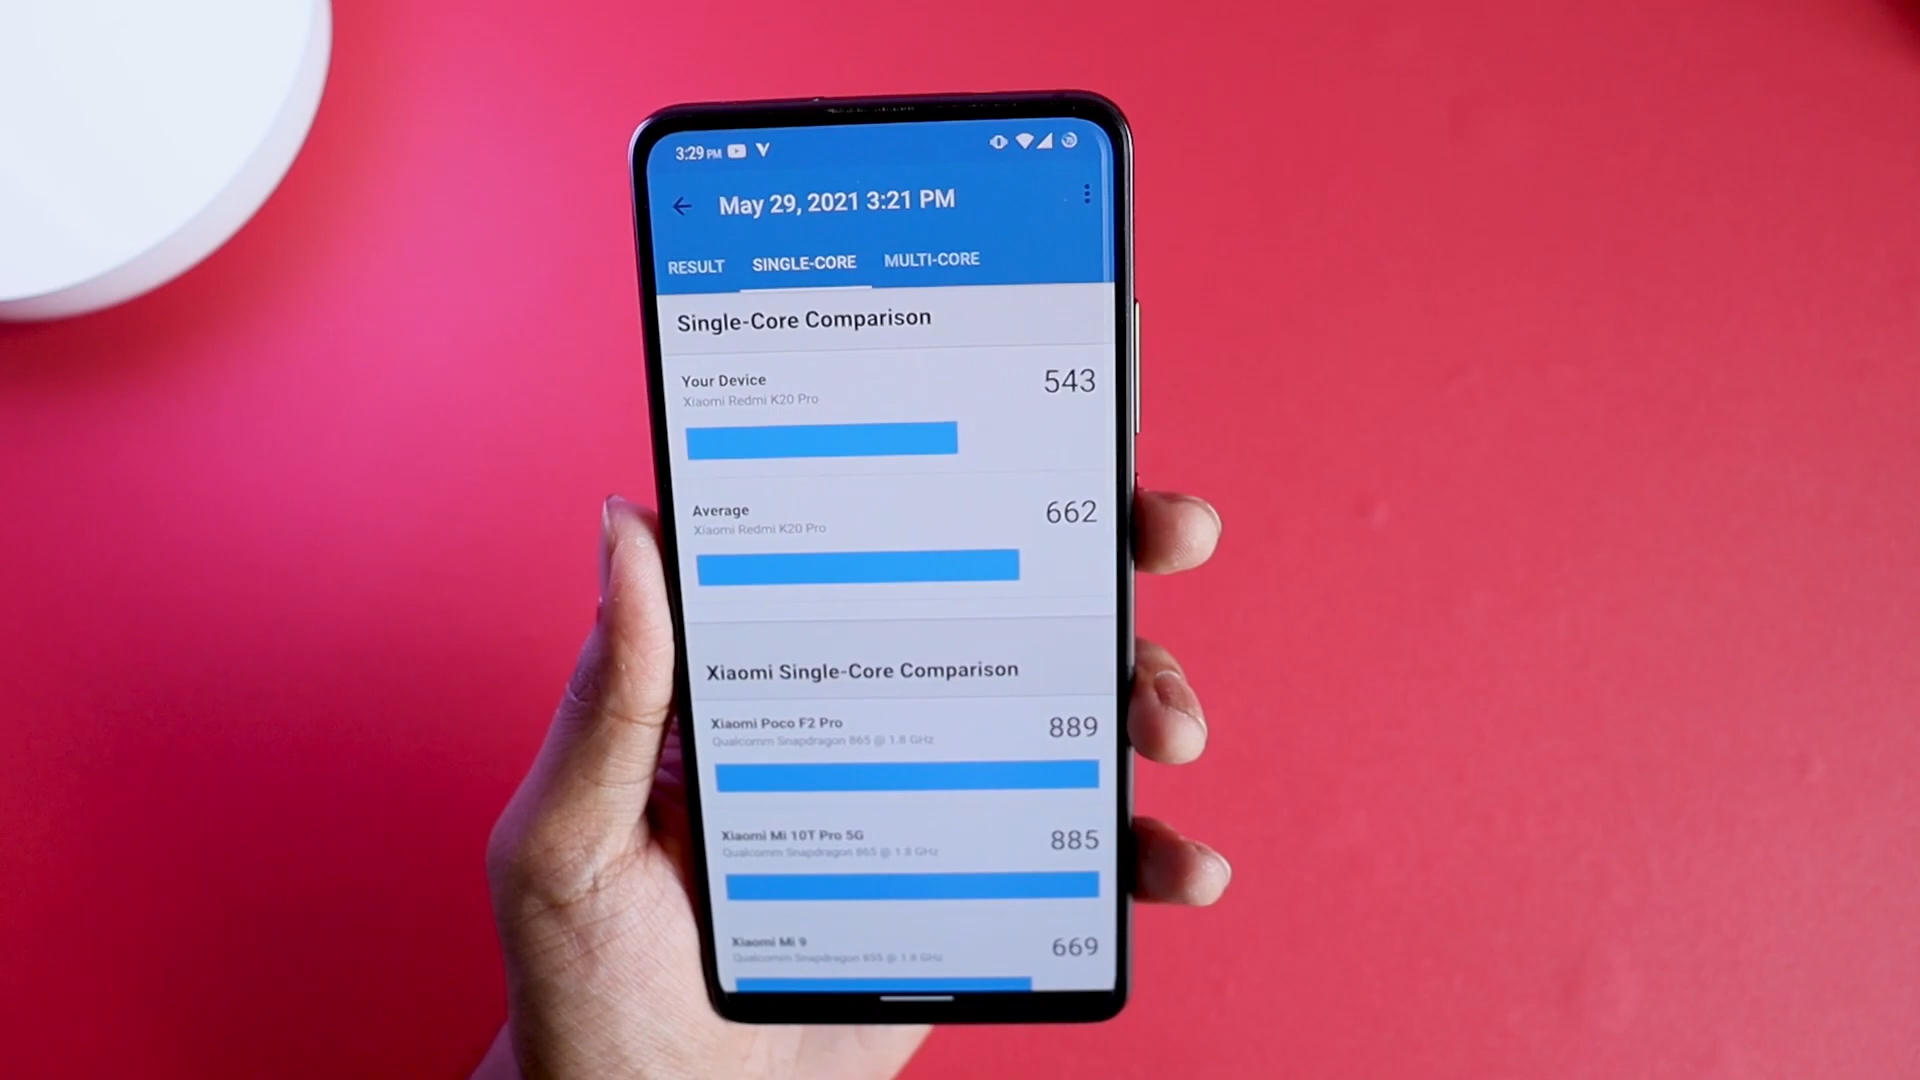 3:29 PM
May 29, 2021 3:21 PM
RESULT SINGLE-CORE MULTI-CORE
Single-Core Comparison
Your Device 543
Xiaomi Redmi K20 Pro
Average 662
Xiaomi Redmi K20 Pro
Xiaomi Single-Core Comparison
Xiaomi Poco F2 Pro 889
Qualcomm Snapdragon 865 @ 1.8 GHz
Xiaomi Mi 10T Pro 5G 885
Qualcomm Snapdragon 865 @ 1.8 GHz
Xiaomi Mi 9 669
Qualcomm Snapdragon 855 @ 1.8 GHz